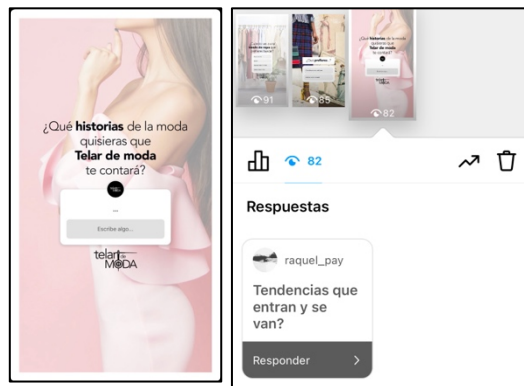 ¿Qué historias de la moda
quisieras que
Telar de moda
te contará?
...
Escribe algo...
telar de
MODA
91
85
82
82
Respuestas
raquel_pay
Tendencias que
entran y se
van?
Responder